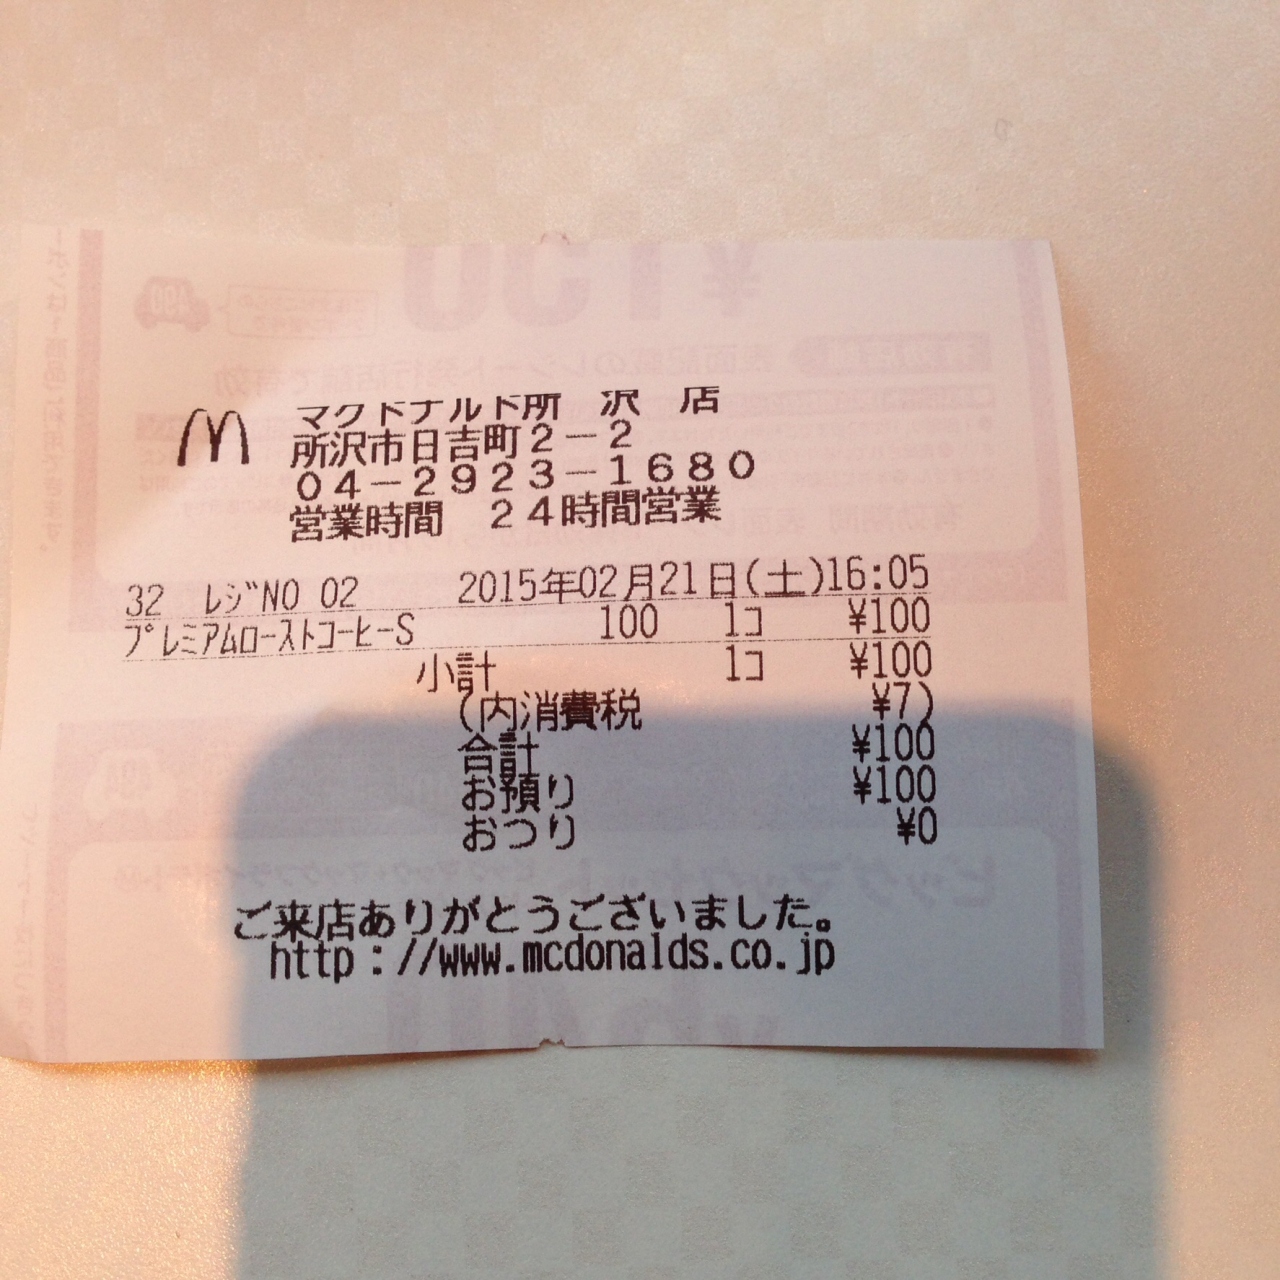 マクドナルド所　沢　店
所沢市日吉町２－２
０４－２９２３－１６８０
営業時間　２４時間営業
32 ﾚｼﾞNO 02 2015年02月21日(土)16:05
ﾌﾟﾚﾐｱﾑﾛｰｽﾄｺｰﾋｰS 100 1ｺ ¥100
小計 1ｺ ¥100
(内消費税 ¥7)
合計 ¥100
お預り ¥100
おつり ¥0
ご来店ありがとうございました。
http://www.mcdonalds.co.jp